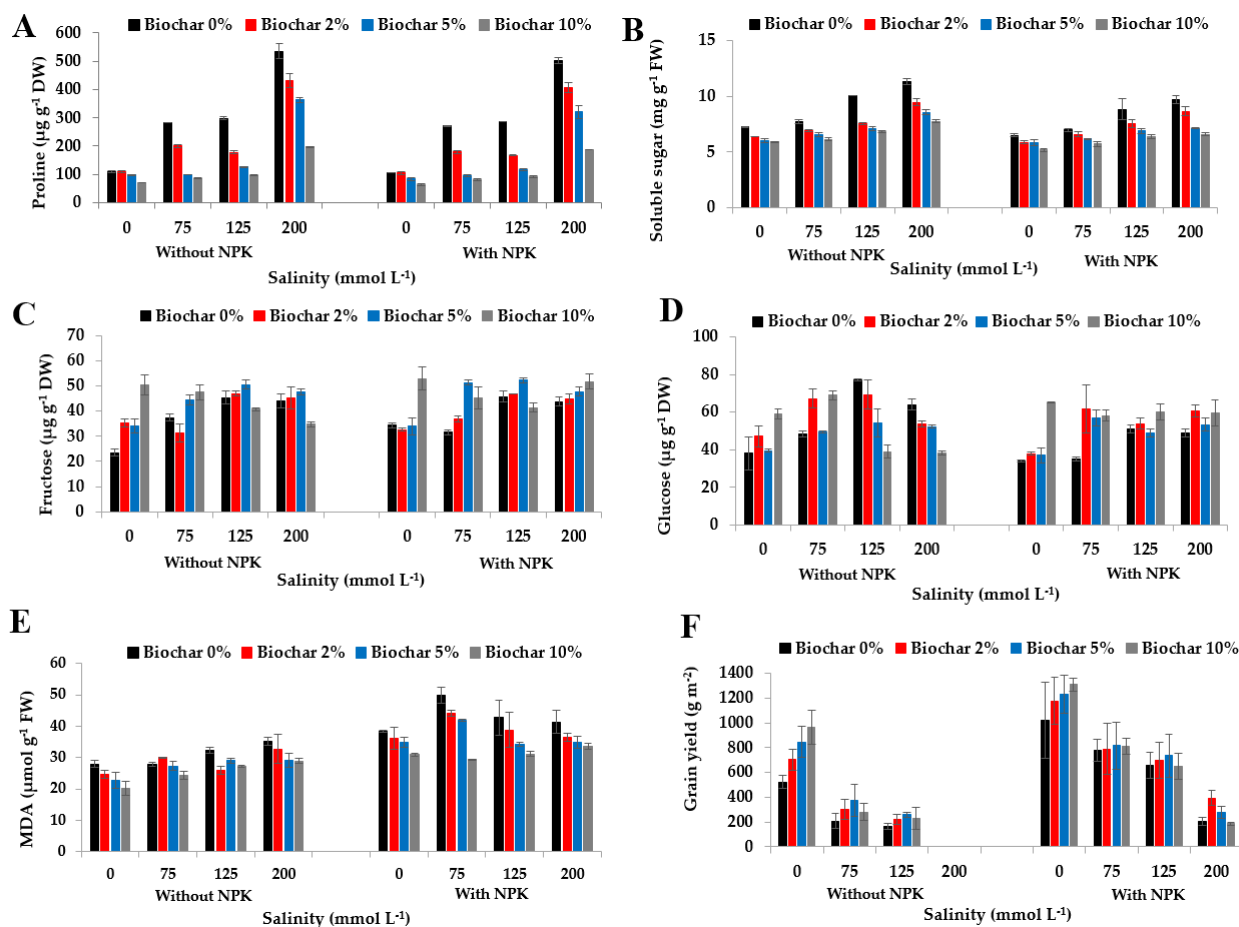 A
Biochar 0% Biochar 2% Biochar 5% Biochar 10%
Proline (µg g-1 DW)
600
500
400
300
200
100
0
0 75 125 200 0 75 125 200
Without NPK With NPK
Salinity (mmol L-1)
B
Biochar 0% Biochar 2% Biochar 5% Biochar 10%
Soluble sugar (mg g-1 FW)
15
10
5
0
0 75 125 200 0 75 125 200
Without NPK With NPK
Salinity (mmol L-1)
C
Biochar 0% Biochar 2% Biochar 5% Biochar 10%
Fructose (µg g-1 DW)
70
60
50
40
30
20
10
0
0 75 125 200 0 75 125 200
Without NPK With NPK
Salinity (mmol L-1)
D
Biochar 0% Biochar 2% Biochar 5% Biochar 10%
Glucose (µg g-1 DW)
100
80
60
40
20
0
0 75 125 200 0 75 125 200
Without NPK With NPK
Salinity (mmol L-1)
E
Biochar 0% Biochar 2% Biochar 5% Biochar 10%
MDA (µmol g-1 FW)
60
50
40
30
20
10
0
0 75 125 200 0 75 125 200
Without NPK With NPK
Salinity (mmol L-1)
F
Biochar 0% Biochar 2% Biochar 5% Biochar 10%
Grain yield (g m-2)
1400
1200
1000
800
600
400
200
0
0 75 125 200 0 75 125 200
Without NPK With NPK
Salinity (mmol L-1)